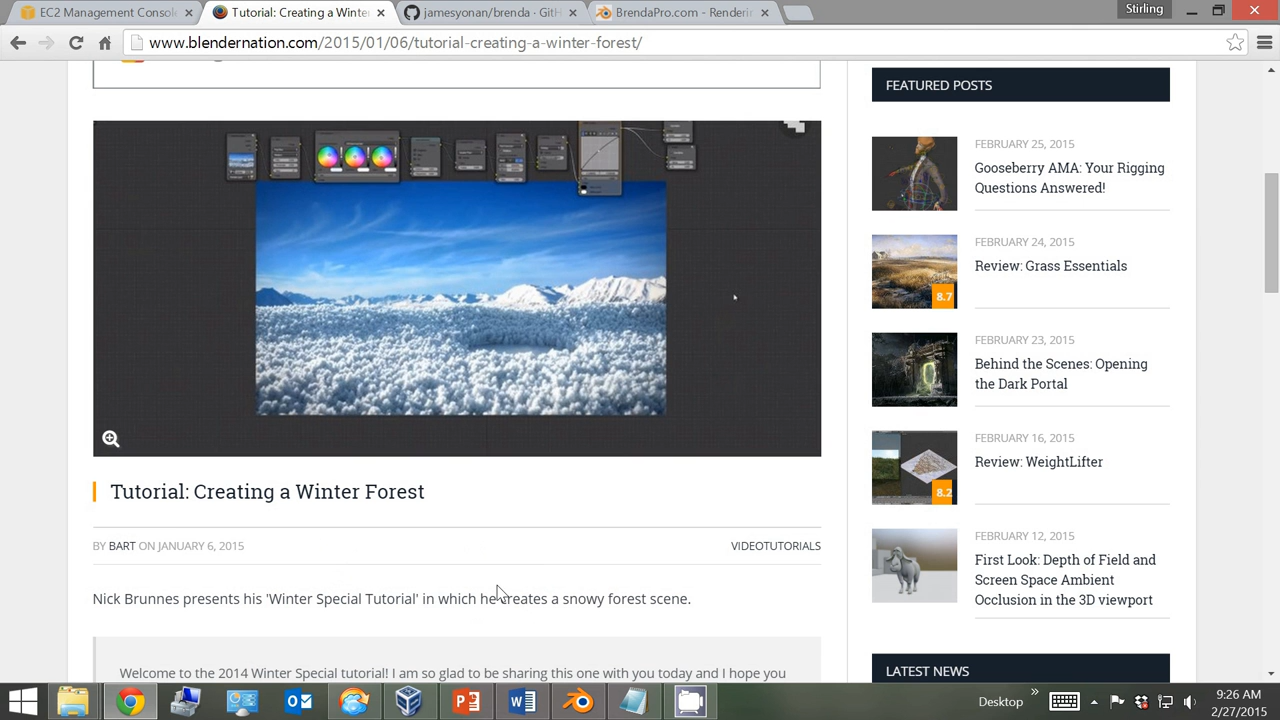 EC2 Management Consol
Tutorial: Creating a Winte
jamesyonan/brenda · GitH
BrendaPro.com - Renderin
Stirling
www.blendernation.com/2015/01/06/tutorial-creating-a-winter-forest/
Tutorial: Creating a Winter Forest
BY BART ON JANUARY 6, 2015
VIDEOTUTORIALS
Nick Brunnes presents his 'Winter Special Tutorial' in which he creates a snowy forest scene.
Welcome to the 2014 Winter Special tutorial! I am so glad to be sharing this one with you today and I hope you
FEATURED POSTS
FEBRUARY 25, 2015
Gooseberry AMA: Your Rigging
Questions Answered!
FEBRUARY 24, 2015
Review: Grass Essentials
8.7
FEBRUARY 23, 2015
Behind the Scenes: Opening
the Dark Portal
FEBRUARY 16, 2015
Review: WeightLifter
8.2
FEBRUARY 12, 2015
First Look: Depth of Field and
Screen Space Ambient
Occlusion in the 3D viewport
LATEST NEWS
Desktop
9:26 AM
2/27/2015